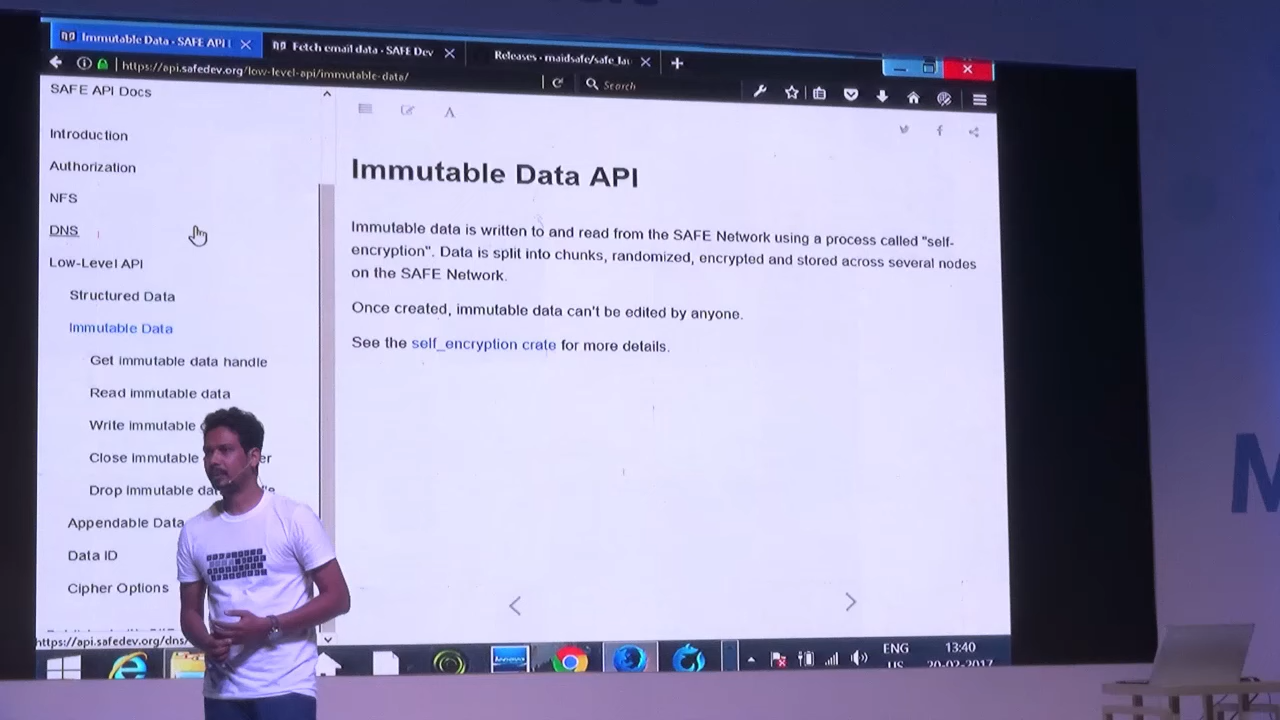 Immutable Data - SAFE API
Fetch email data - SAFE Dev
Releases - maidsafe/safe_lau
https://api.safedev.org/low-level-api/immutable-data/
Search
SAFE API Docs
Introduction
Authorization
NFS
DNS
Low-Level API
Structured Data
Immutable Data
Get immutable data handle
Read immutable data
Write immutable
Close immutable
Drop immutable
Appendable Data
Data ID
Cipher Options
Immutable Data API
Immutable data is written to and read from the SAFE Network using a process called "self-
encryption". Data is split into chunks, randomized, encrypted and stored across several nodes
on the SAFE Network.
Once created, immutable data can't be edited by anyone.
See the self_encryption crate for more details.
https://api.safedev.org/dns/
ENG
US
13:40
20-02-2017
M